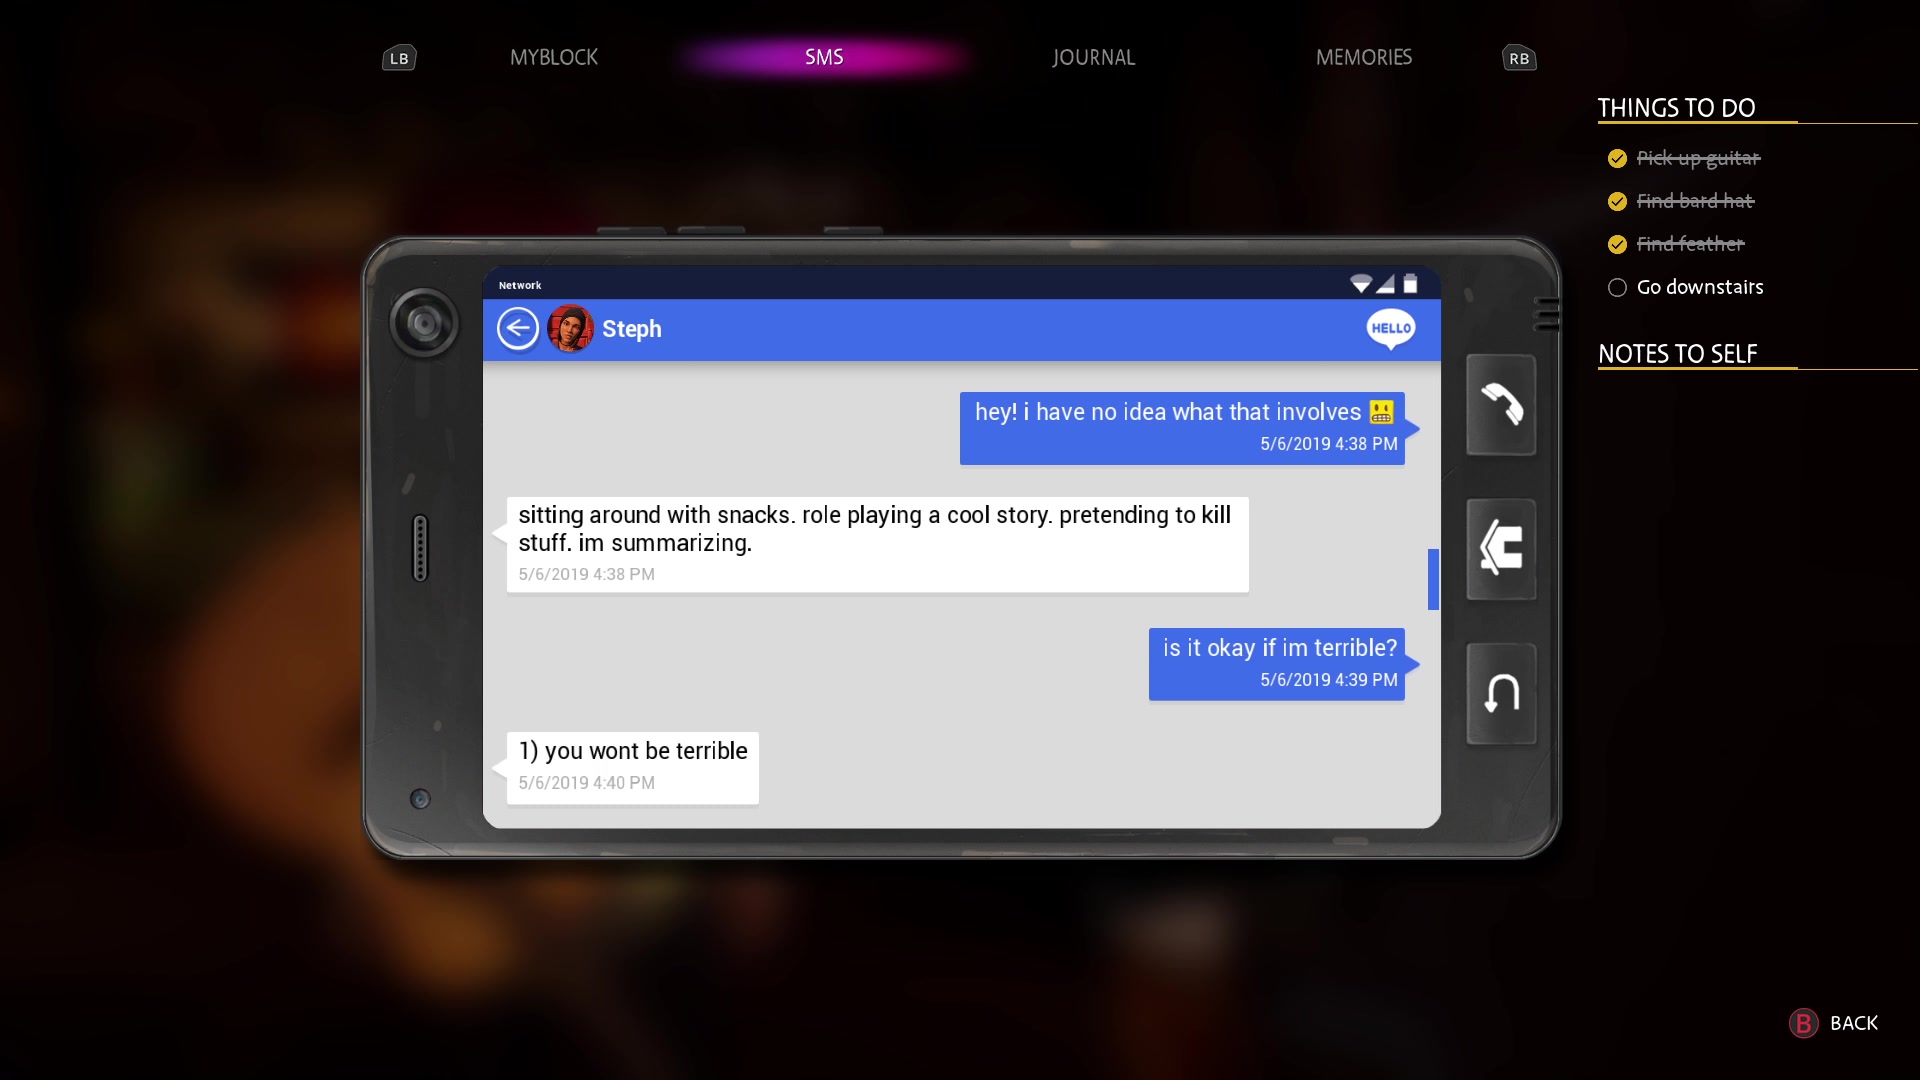 LB
MYBLOCK
SMS
JOURNAL
MEMORIES
RB
THINGS TO DO
Pick up guitar
Find bard hat
Find feather
Go downstairs
NOTES TO SELF
Network
Steph
HELLO
hey! i have no idea what that involves
5/6/2019 4:38 PM
sitting around with snacks. role playing a cool story. pretending to kill
stuff. im summarizing.
5/6/2019 4:38 PM
is it okay if im terrible?
5/6/2019 4:39 PM
1) you wont be terrible
5/6/2019 4:40 PM
B BACK